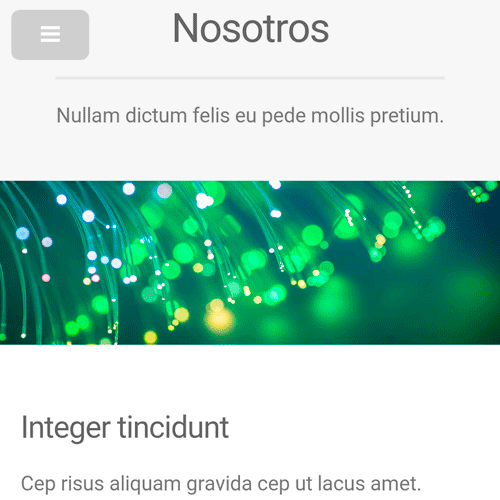 Nosotros
Nullam dictum felis eu pede mollis pretium.
Integer tincidunt
Cep risus aliquam gravida cep ut lacus amet.